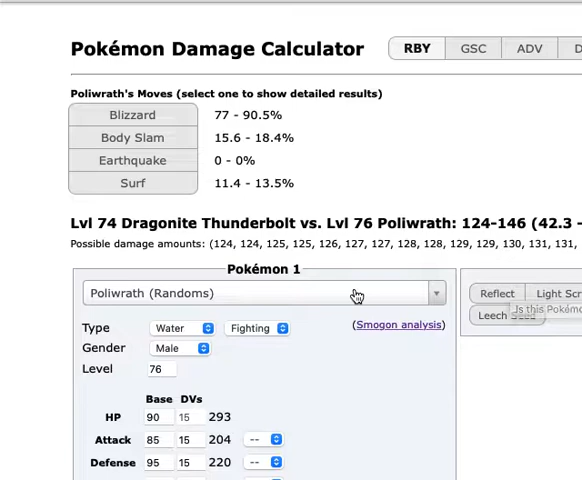 Pokémon Damage Calculator RBY GSC ADV
Poliwrath's Moves (select one to show detailed results)
Blizzard 77 - 90.5%
Body Slam 15.6 - 18.4%
Earthquake 0 - 0%
Surf 11.4 - 13.5%
Lvl 74 Dragonite Thunderbolt vs. Lvl 76 Poliwrath: 124-146 (42.3 -
Possible damage amounts: (124, 124, 125, 125, 126, 127, 127, 128, 128, 129, 129, 130, 131, 131,
Pokémon 1
Poliwrath (Randoms)
Reflect Light Scr
Leech Is this Pokémo
Type Water Fighting (Smogon analysis)
Gender Male
Level 76
Base DVs
HP 90 15 293
Attack 85 15 204 --
Defense 95 15 220 --